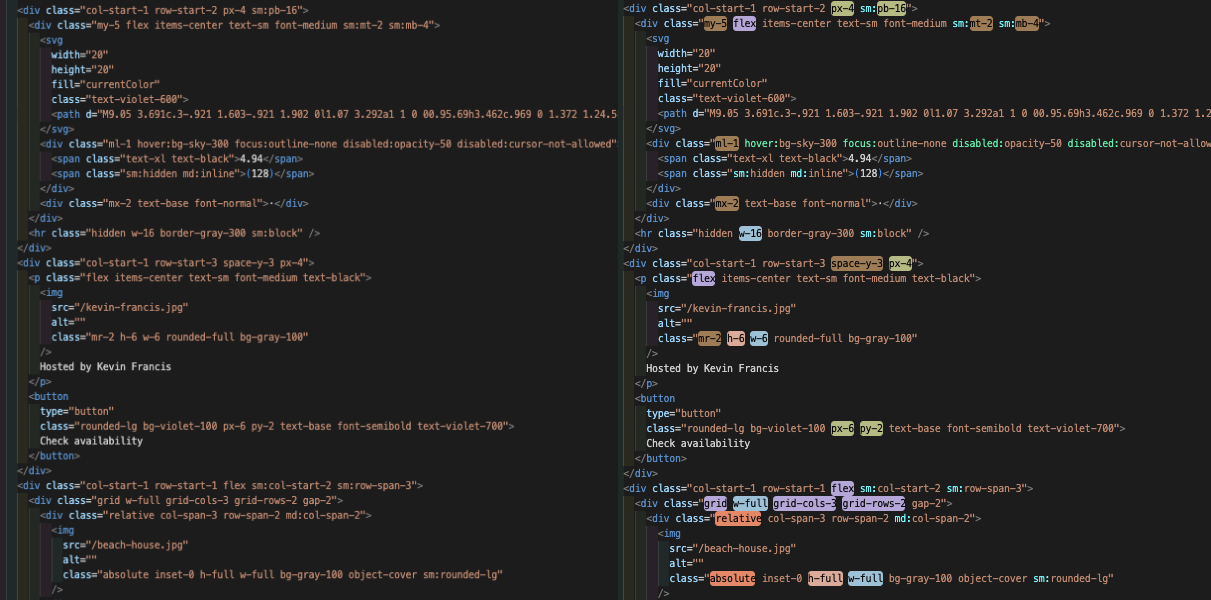 <div class="col-start-1 row-start-2 px-4 sm:pb-16">
<div class="my-5 flex items-center text-sm font-medium sm:mt-2 sm:mb-4">
<svg
width="20"
height="20"
fill="currentColor"
class="text-violet-600">
<path d="M9.05 3.691c.3-.921 1.603-.921 1.902 0l1.07 3.292a1 1 0 00.95.69h3.462c.969 0 1.372 1.24.5
</svg>
<div class="ml-1 hover:bg-sky-300 focus:outline-none disabled:opacity-50 disabled:cursor-not-allowed"
<span class="text-xl text-black">4.94</span>
<span class="sm:hidden md:inline">(128)</span>
</div>
<div class="mx-2 text-base font-normal">·</div>
</div>
<hr class="hidden w-16 border-gray-300 sm:block" />
</div>
<div class="col-start-1 row-start-3 space-y-3 px-4">
<p class="flex items-center text-sm font-medium text-black">
<img
src="/kevin-francis.jpg"
alt=""
class="mr-2 h-6 w-6 rounded-full bg-gray-100"
/>
Hosted by Kevin Francis
</p>
<button
type="button"
class="rounded-lg bg-violet-100 px-6 py-2 text-base font-semibold text-violet-700">
Check availability
</button>
</div>
<div class="col-start-1 row-start-1 flex sm:col-start-2 sm:row-span-3">
<div class="grid w-full grid-cols-3 grid-rows-2 gap-2">
<div class="relative col-span-3 row-span-2 md:col-span-2">
<img
src="/beach-house.jpg"
alt=""
class="absolute inset-0 h-full w-full bg-gray-100 object-cover sm:rounded-lg"
/>
<div class="col-start-1 row-start-2 px-4 sm:pb-16">
<div class="my-5 flex items-center text-sm font-medium sm:mt-2 sm:mb-4">
<svg
width="20"
height="20"
fill="currentColor"
class="text-violet-600">
<path d="M9.05 3.691c.3-.921 1.603-.921 1.902 0l1.07 3.292a1 1 0 00.95.69h3.462c.969 0 1.372 1.2
</svg>
<div class="ml-1 hover:bg-sky-300 focus:outline-none disabled:opacity-50 disabled:cursor-not-allow
<span class="text-xl text-black">4.94</span>
<span class="sm:hidden md:inline">(128)</span>
</div>
<div class="mx-2 text-base font-normal">·</div>
</div>
<hr class="hidden w-16 border-gray-300 sm:block" />
</div>
<div class="col-start-1 row-start-3 space-y-3 px-4">
<p class="flex items-center text-sm font-medium text-black">
<img
src="/kevin-francis.jpg"
alt=""
class="mr-2 h-6 w-6 rounded-full bg-gray-100"
/>
Hosted by Kevin Francis
</p>
<button
type="button"
class="rounded-lg bg-violet-100 px-6 py-2 text-base font-semibold text-violet-700">
Check availability
</button>
</div>
<div class="col-start-1 row-start-1 flex sm:col-start-2 sm:row-span-3">
<div class="grid w-full grid-cols-3 grid-rows-2 gap-2">
<div class="relative col-span-3 row-span-2 md:col-span-2">
<img
src="/beach-house.jpg"
alt=""
class="absolute inset-0 h-full w-full bg-gray-100 object-cover sm:rounded-lg"
/>